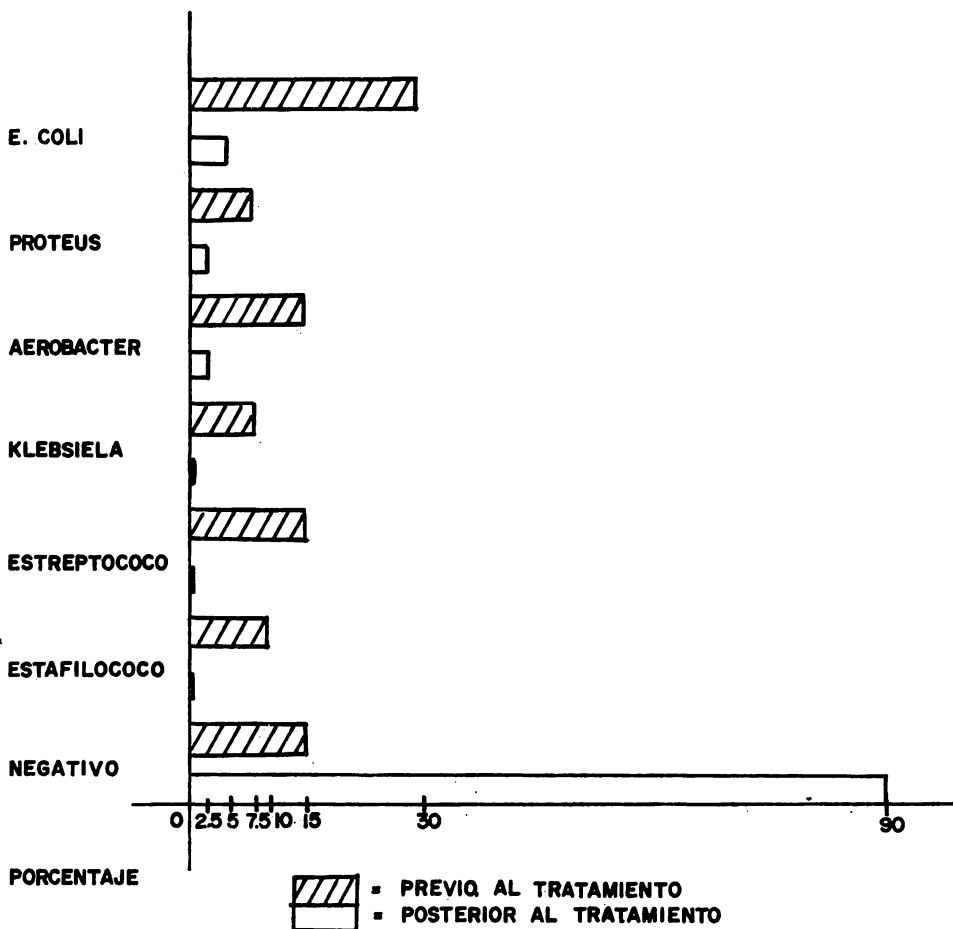 E. COLI
PROTEUS
AEROBACTER
KLEBSIELA
ESTREPTOCOCO
ESTAFILOCOCO
NEGATIVO
0 2.5 5 7.5 10 15 30 90
PORCENTAJE
= PREVIO AL TRATAMIENTO
= POSTERIOR AL TRATAMIENTO